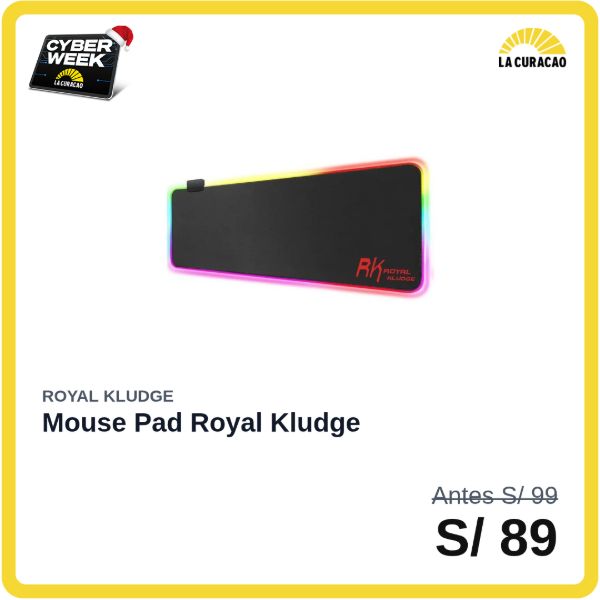 CYBER
WEEK
LA CURACAO
LA CURACAO
RK ROYAL
KLUDGE
ROYAL KLUDGE
Mouse Pad Royal Kludge
Antes S/ 99
S/ 89